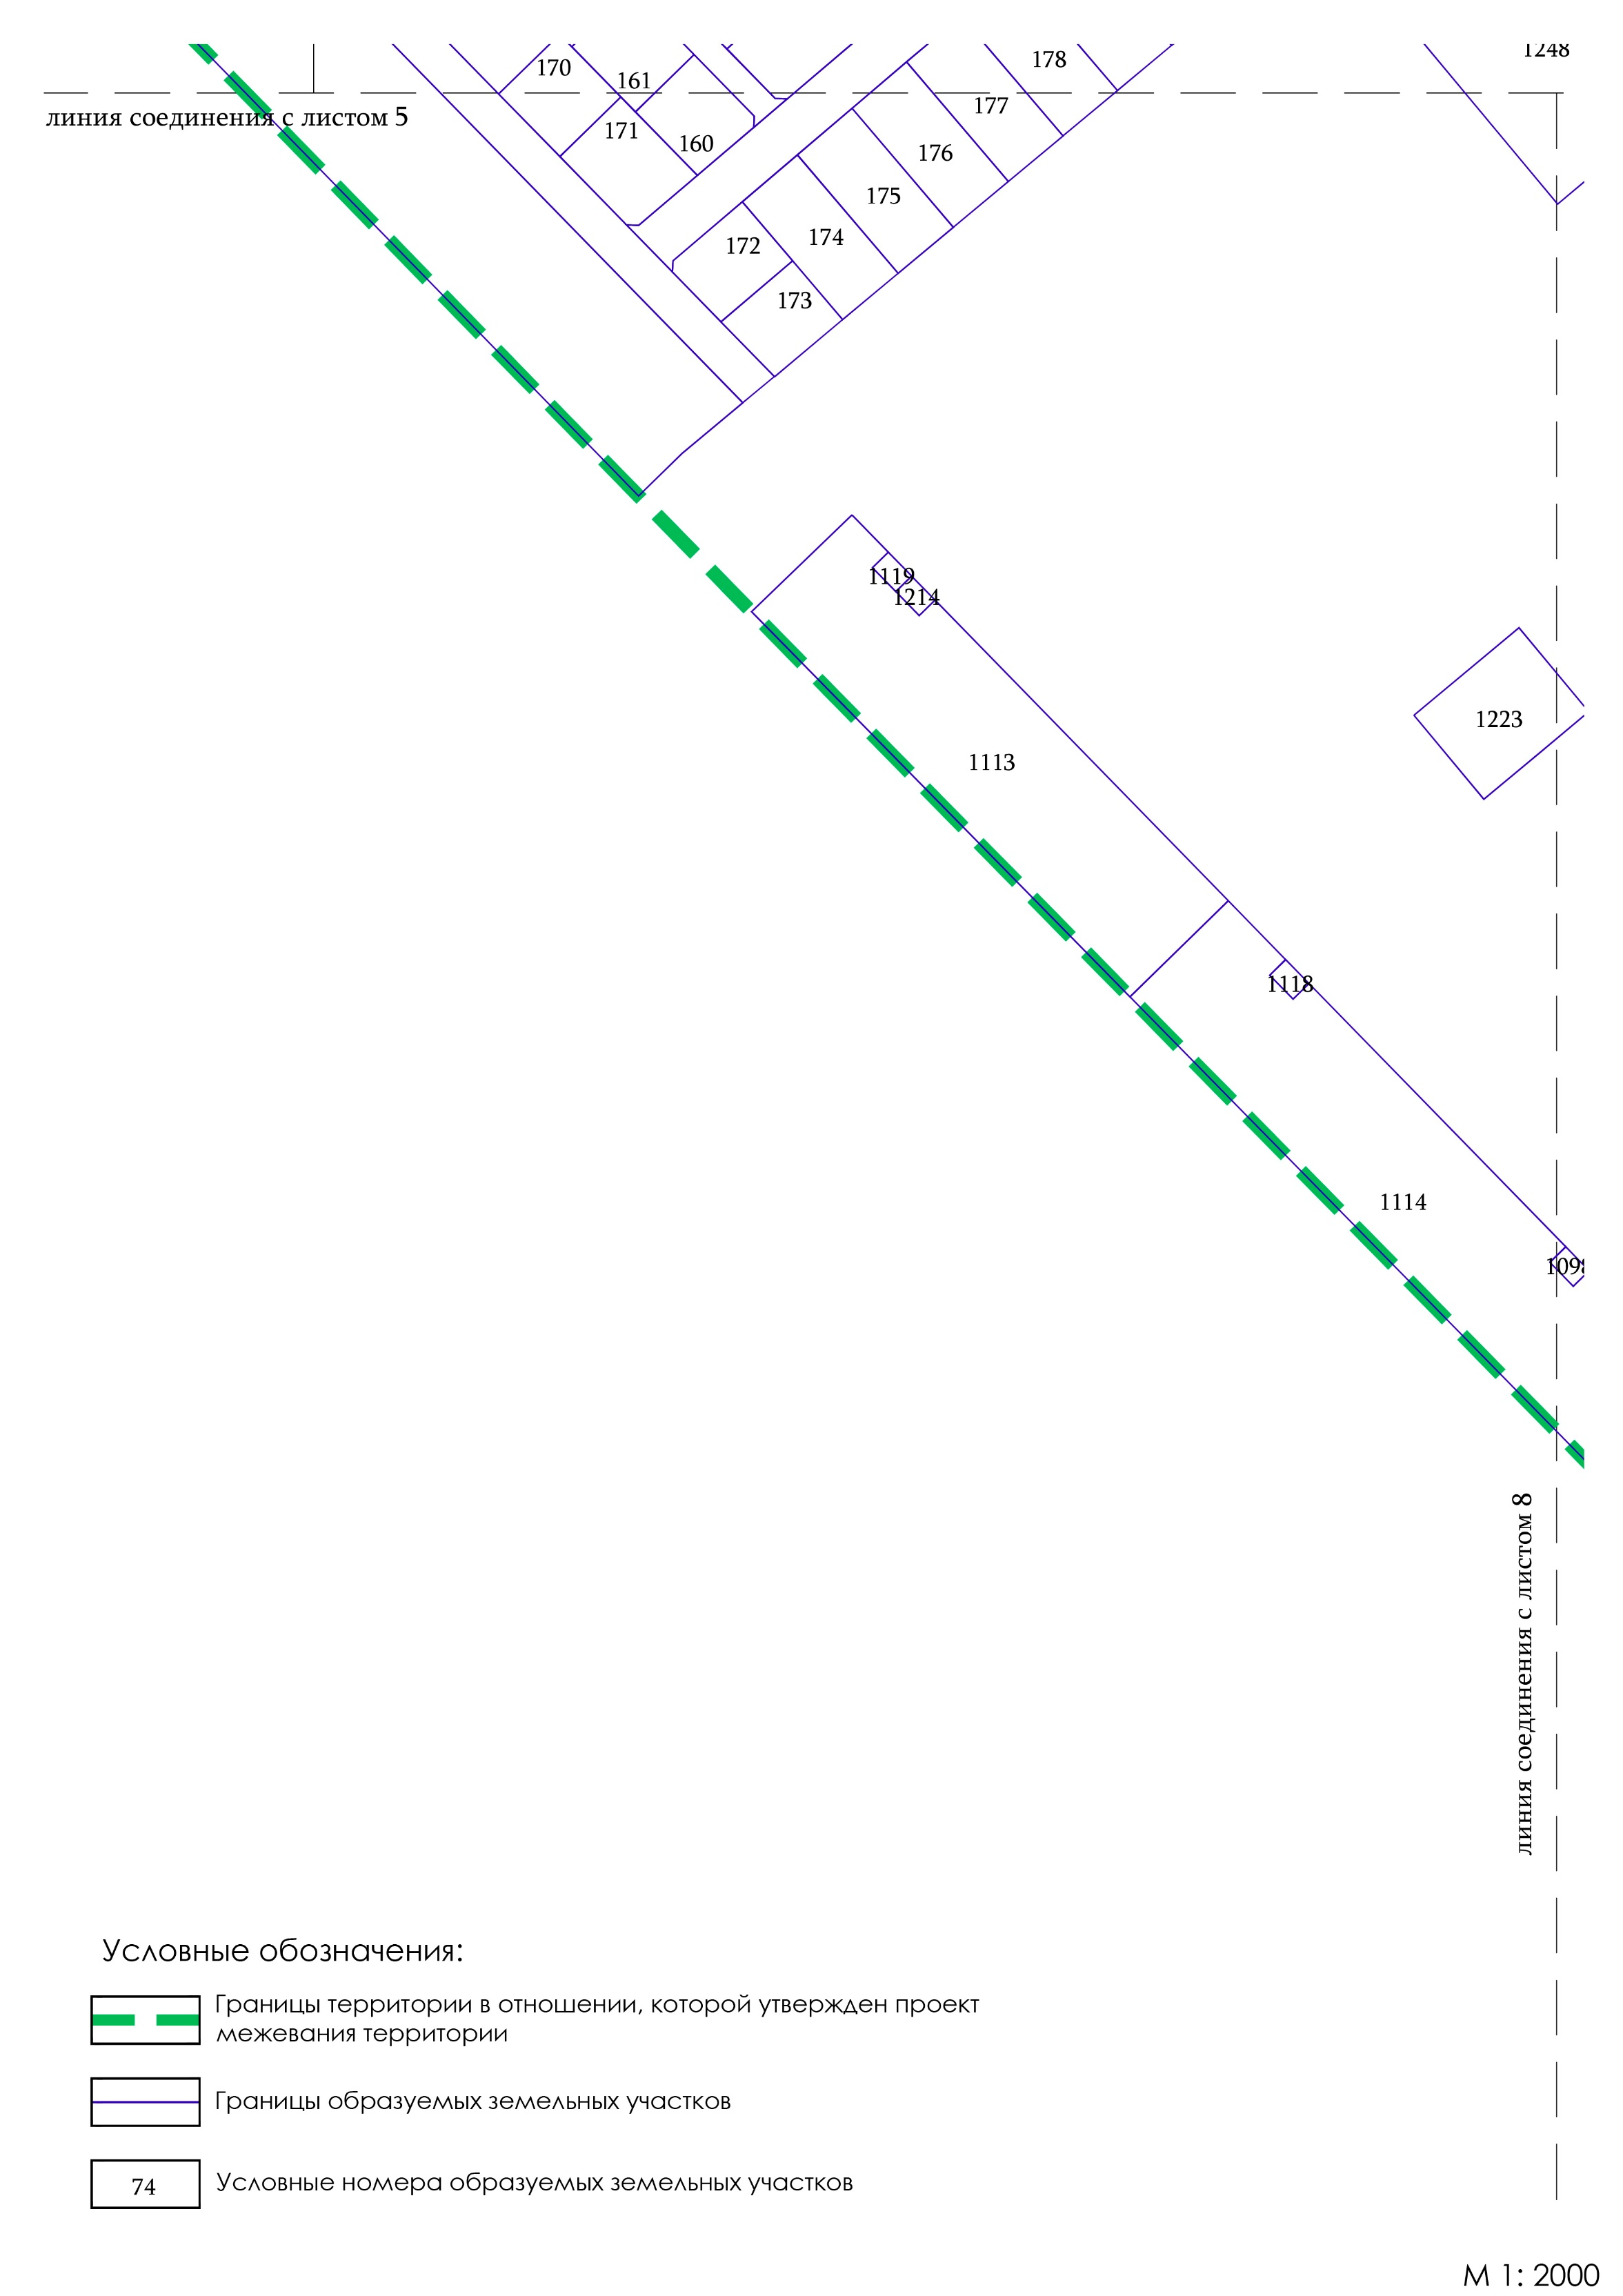 1248
178
170
161
177
линия соединения с листом 5
171
160
176
175
174
172
173
1119
1214
1223
1113
1118
1114
109
линия соединения с листом 8
Условные обозначения:
Границы территории в отношении, которой утвержден проект
межевания территории
Границы образуемых земельных участков
74
Условные номера образуемых земельных участков
М 1: 2000